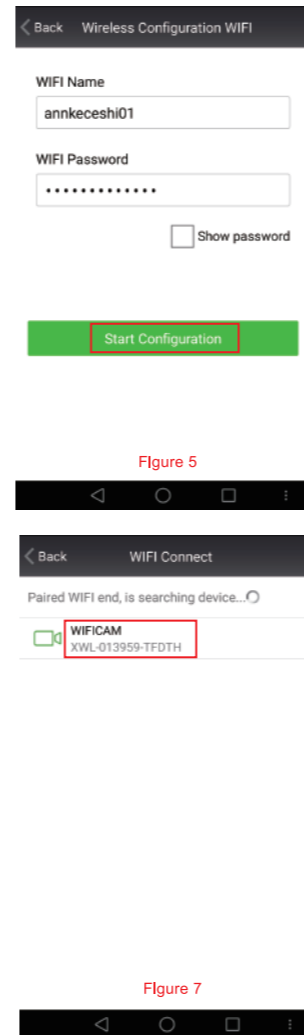 Back Wireless Configuration WIFI
WIFI Name
annkeceshi01
WIFI Password
•••••••••••••
Show password
Start Configuration
FIgure 5
Back WIFI Connect
Paired WIFI end, is searching device...
WIFICAM
XWL-013959-TFDTH
FIgure 7